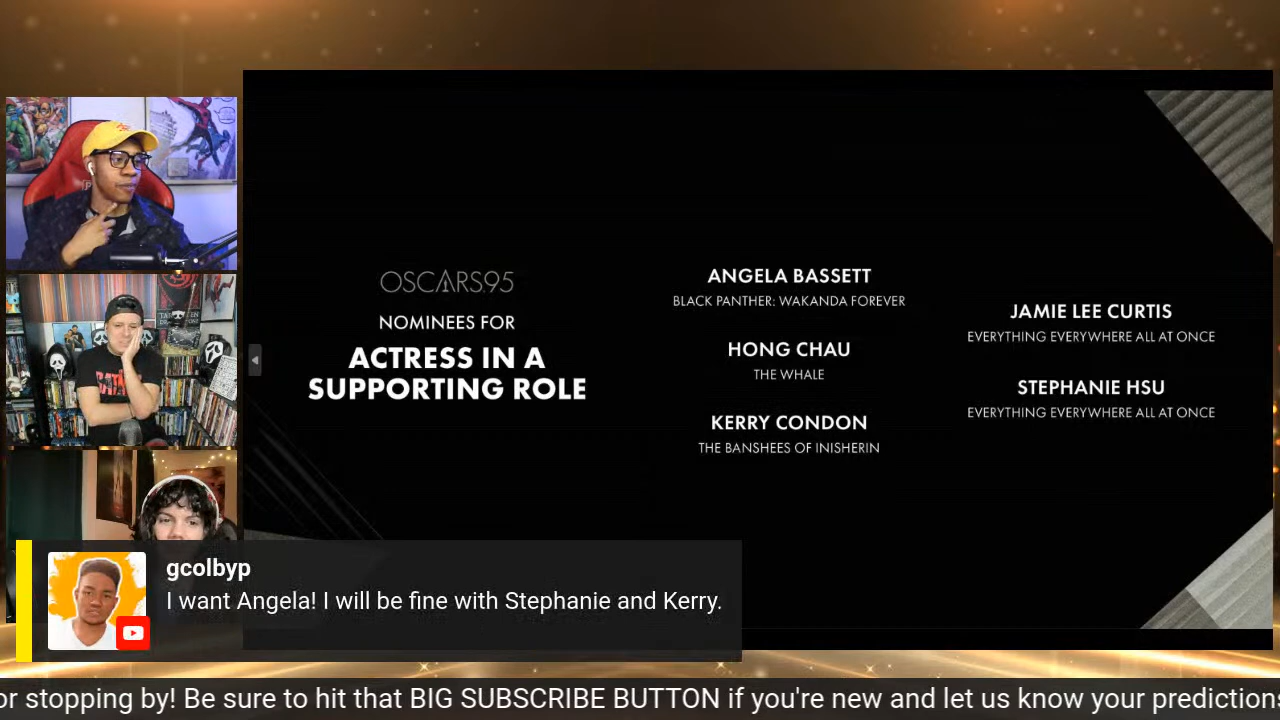 OSCARS95
NOMINEES FOR
ACTRESS IN A
SUPPORTING ROLE
ANGELA BASSETT
BLACK PANTHER: WAKANDA FOREVER
HONG CHAU
THE WHALE
KERRY CONDON
THE BANSHEES OF INISHERIN
JAMIE LEE CURTIS
EVERYTHING EVERYWHERE ALL AT ONCE
STEPHANIE HSU
EVERYTHING EVERYWHERE ALL AT ONCE
gcolbyp
I want Angela! I will be fine with Stephanie and Kerry.
or stopping by! Be sure to hit that BIG SUBSCRIBE BUTTON if you're new and let us know your predictions